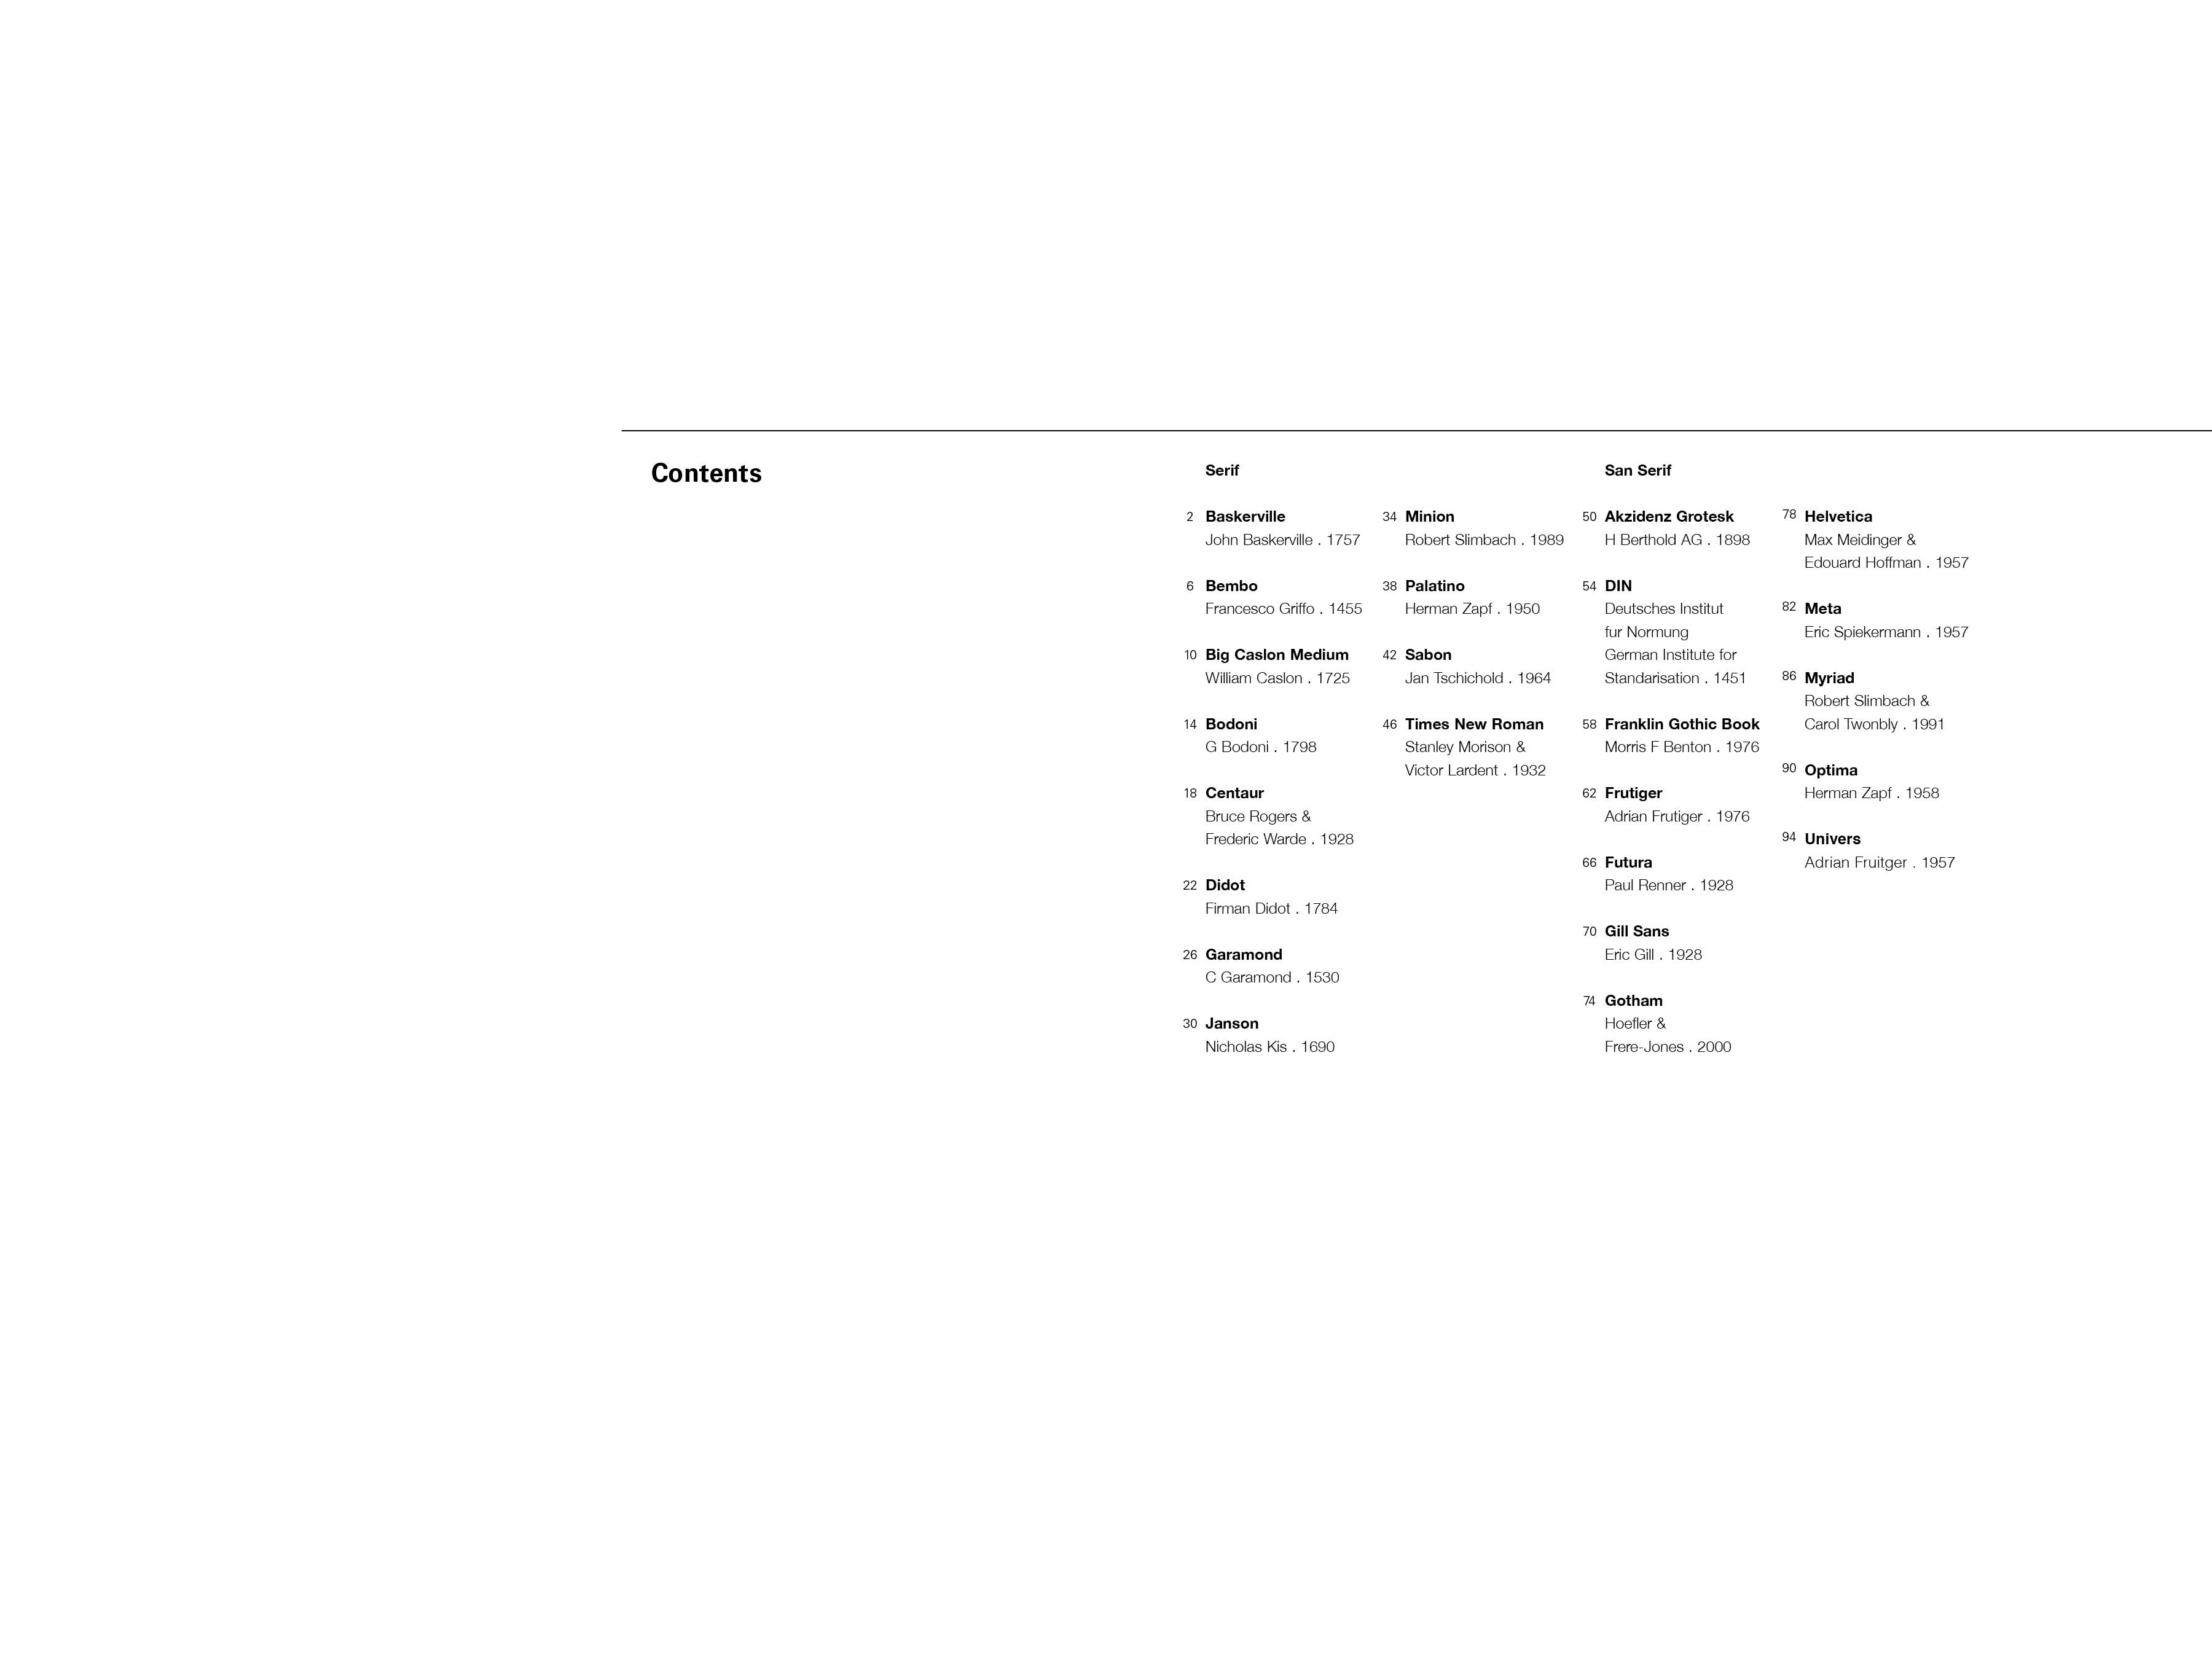 Contents
Serif
2 Baskerville
John Baskerville . 1757
6 Bembo
Francesco Griffo . 1455
10 Big Caslon Medium
William Caslon . 1725
14 Bodoni
G Bodoni . 1798
18 Centaur
Bruce Rogers &
Frederic Warde . 1928
22 Didot
Firman Didot . 1784
26 Garamond
C Garamond . 1530
30 Janson
Nicholas Kis . 1690
34 Minion
Robert Slimbach . 1989
38 Palatino
Herman Zapf . 1950
42 Sabon
Jan Tschichold . 1964
46 Times New Roman
Stanley Morison &
Victor Lardent . 1932
San Serif
50 Akzidenz Grotesk
H Berthold AG . 1898
54 DIN
Deutsches Institut
fur Normung
German Institute for
Standarisation . 1451
58 Franklin Gothic Book
Morris F Benton . 1976
62 Frutiger
Adrian Frutiger . 1976
66 Futura
Paul Renner . 1928
70 Gill Sans
Eric Gill . 1928
74 Gotham
Hoefler &
Frere-Jones . 2000
78 Helvetica
Max Meidinger &
Edouard Hoffman . 1957
82 Meta
Eric Spiekermann . 1957
86 Myriad
Robert Slimbach &
Carol Twonbly . 1991
90 Optima
Herman Zapf . 1958
94 Univers
Adrian Fruitger . 1957